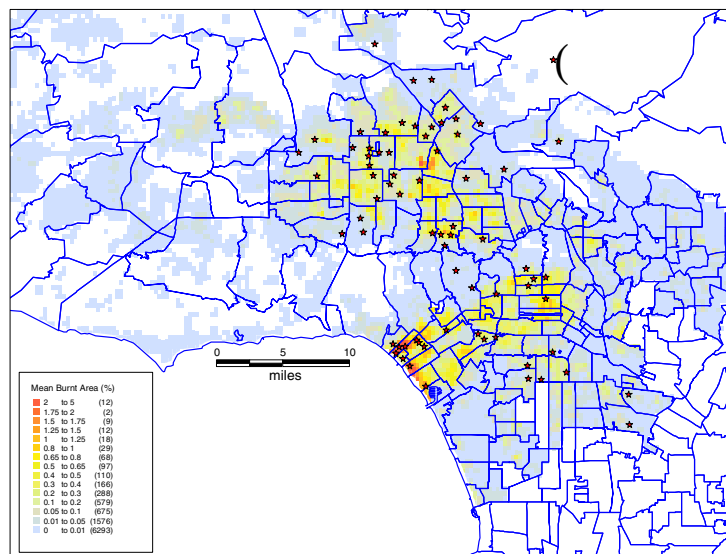 0
5
10
miles
Mean Burnt Area (%)
2 to 5 (12)
1.75 to 2 (2)
1.5 to 1.75 (9)
1.25 to 1.5 (12)
1 to 1.25 (18)
0.8 to 1 (29)
0.65 to 0.8 (68)
0.5 to 0.65 (97)
0.4 to 0.5 (110)
0.3 to 0.4 (166)
0.2 to 0.3 (288)
0.1 to 0.2 (579)
0.05 to 0.1 (675)
0.01 to 0.05 (1576)
0 to 0.01 (6293)